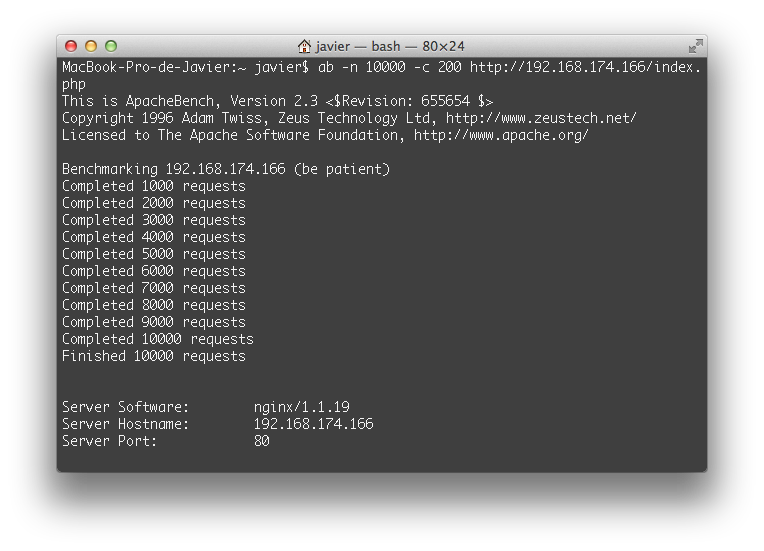 javier — bash — 80×24
MacBook-Pro-de-Javier:~ javier$ ab -n 10000 -c 200 http://192.168.174.166/index.
php
This is ApacheBench, Version 2.3 <$Revision: 655654 $>
Copyright 1996 Adam Twiss, Zeus Technology Ltd, http://www.zeustech.net/
Licensed to The Apache Software Foundation, http://www.apache.org/
Benchmarking 192.168.174.166 (be patient)
Completed 1000 requests
Completed 2000 requests
Completed 3000 requests
Completed 4000 requests
Completed 5000 requests
Completed 6000 requests
Completed 7000 requests
Completed 8000 requests
Completed 9000 requests
Completed 10000 requests
Finished 10000 requests
Server Software:        nginx/1.1.19
Server Hostname:        192.168.174.166
Server Port:            80